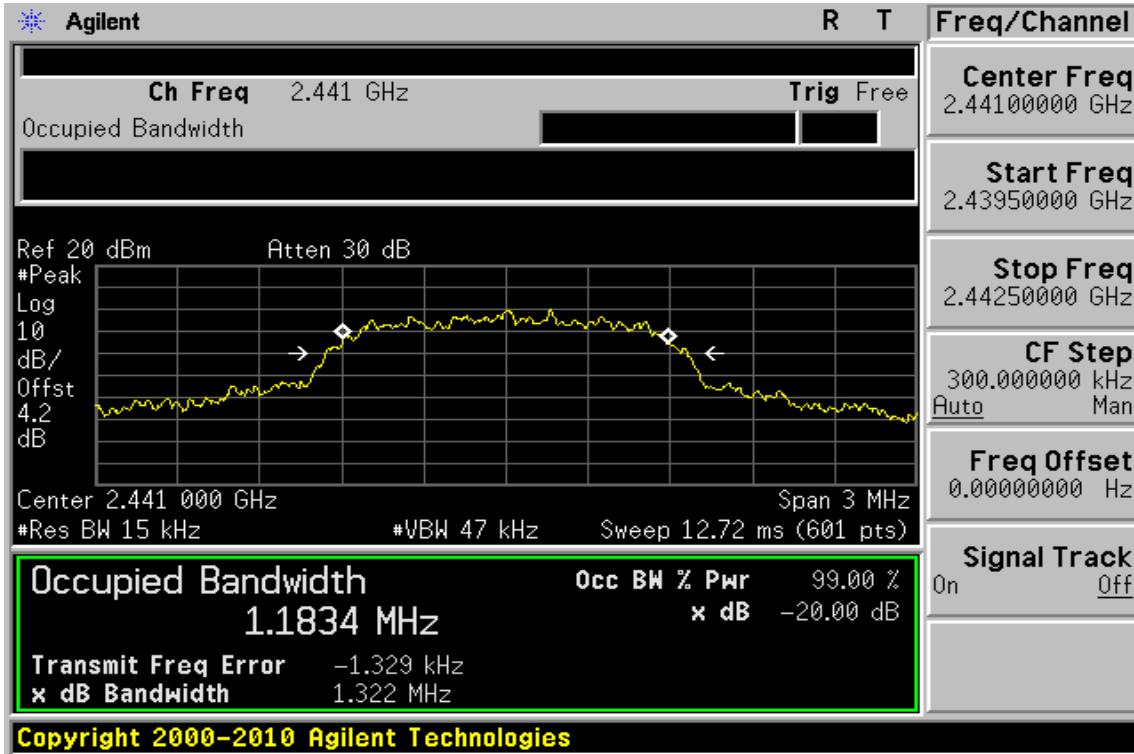 Agilent R T
Ch Freq 2.441 GHz Trig Free
Occupied Bandwidth
Ref 20 dBm Atten 30 dB
#Peak
Log
10
dB/
Offst
4.2
dB
Center 2.441 000 GHz Span 3 MHz
#Res BW 15 kHz #VBW 47 kHz Sweep 12.72 ms (601 pts)
Occupied Bandwidth Occ BW % Pwr 99.00 %
1.1834 MHz x dB -20.00 dB
Transmit Freq Error -1.329 kHz
x dB Bandwidth 1.322 MHz
Copyright 2000-2010 Agilent Technologies
Freq/Channel
Center Freq
2.44100000 GHz
Start Freq
2.43950000 GHz
Stop Freq
2.44250000 GHz
CF Step
300.000000 kHz
Auto Man
Freq Offset
0.00000000 Hz
Signal Track
On Off